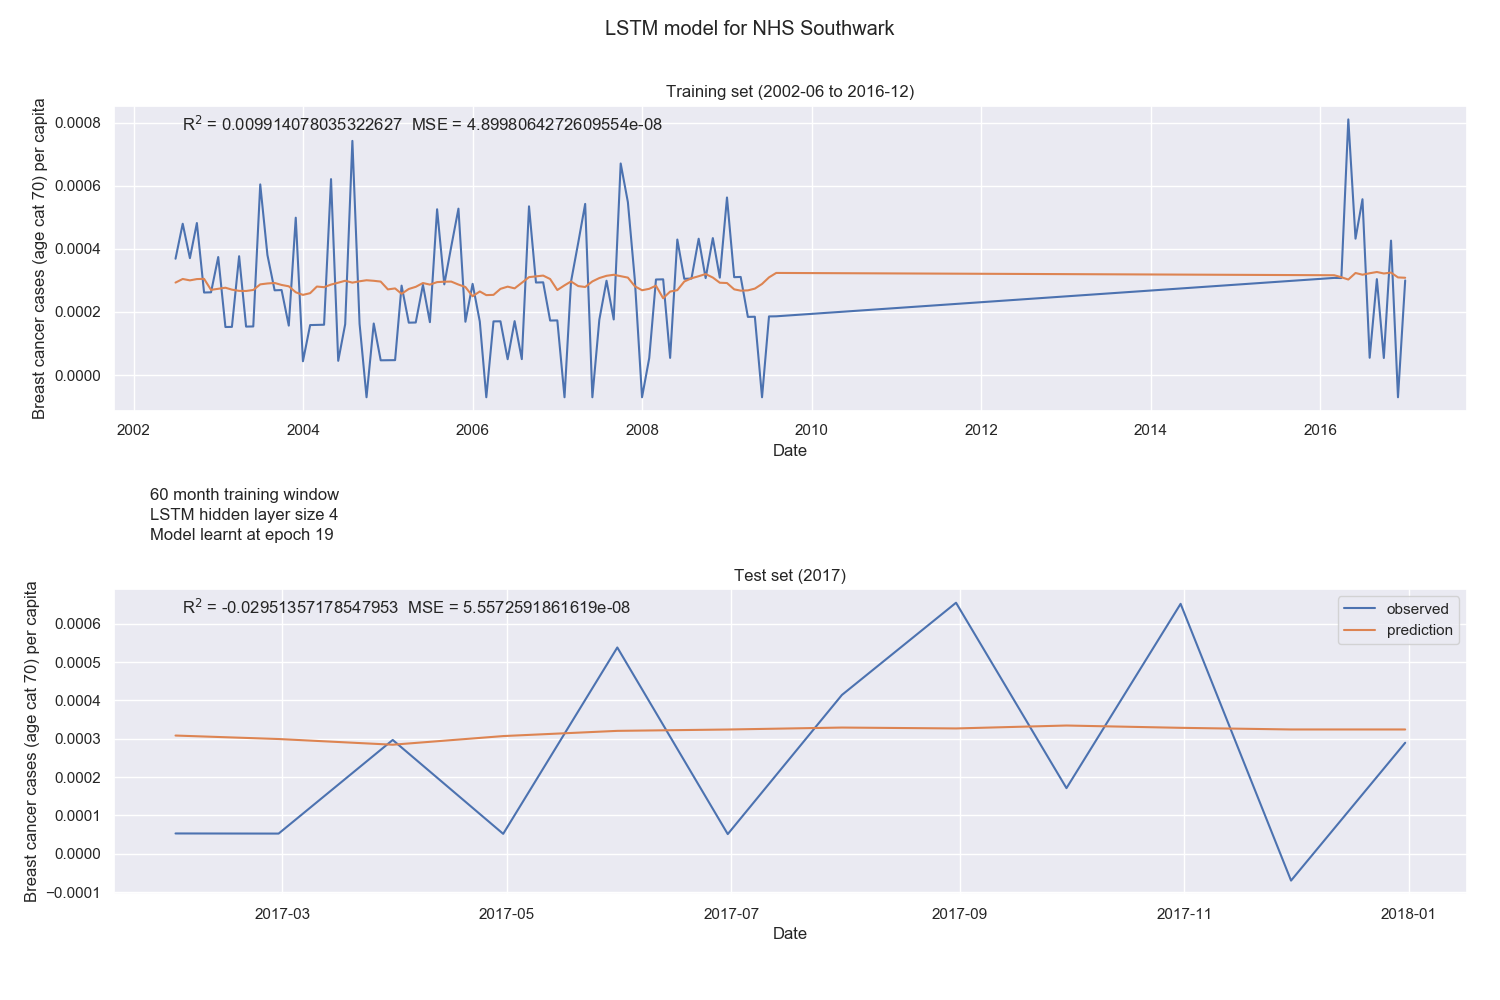 LSTM model for NHS Southwark
Training set (2002-06 to 2016-12)
R² = 0.009914078035322627 MSE = 4.8998064272609554e-08
Breast cancer cases (age cat 70) per capita
0.0008
0.0006
0.0004
0.0002
0.0000
2002 2004 2006 2008 2010 2012 2014 2016
Date
60 month training window
LSTM hidden layer size 4
Model learnt at epoch 19
Test set (2017)
R² = -0.02951357178547953 MSE = 5.5572591861619e-08
observed
prediction
Breast cancer cases (age cat 70) per capita
0.0006
0.0005
0.0004
0.0003
0.0002
0.0001
0.0000
−0.0001
2017-03 2017-05 2017-07 2017-09 2017-11 2018-01
Date